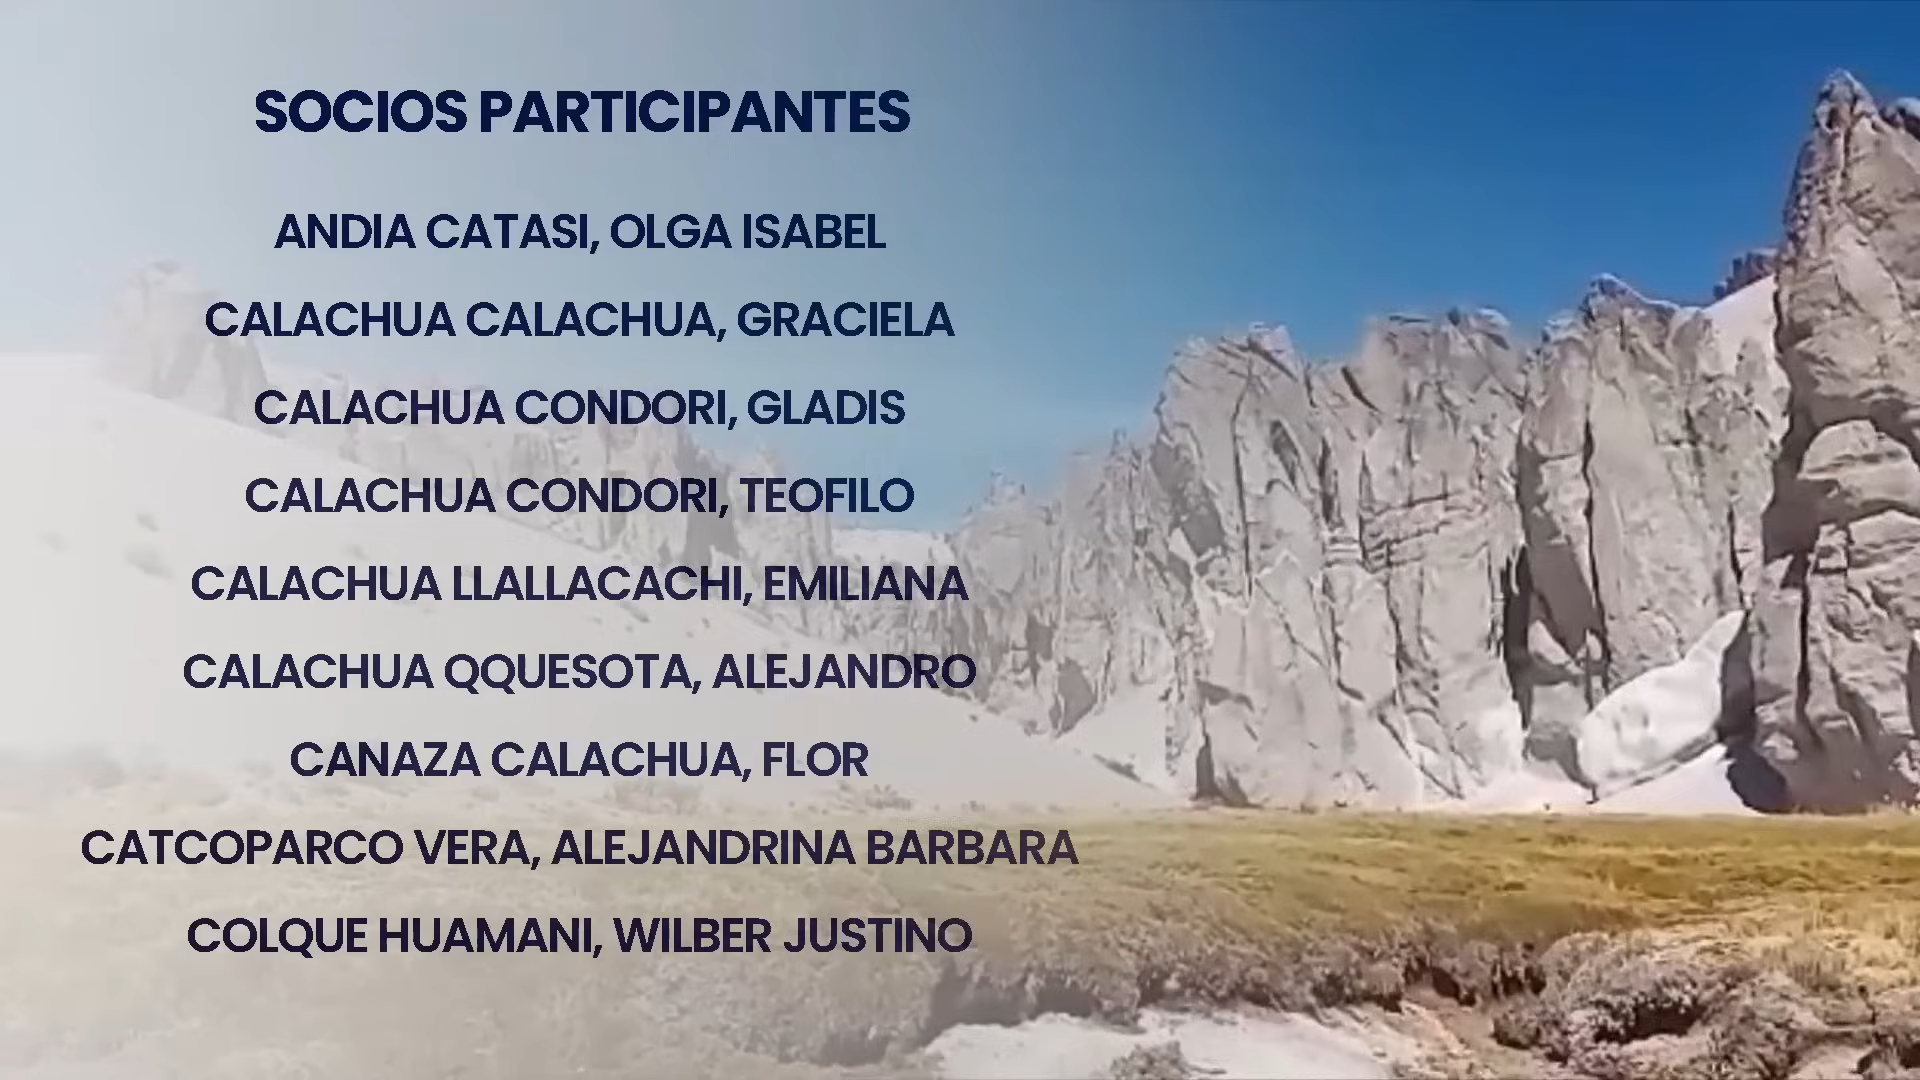 SOCIOS PARTICIPANTES
ANDIA CATASI, OLGA ISABEL
CALACHUA CALACHUA, GRACIELA
CALACHUA CONDORI, GLADIS
CALACHUA CONDORI, TEOFILO
CALACHUA LLALLACACHI, EMILIANA
CALACHUA QQUESOTA, ALEJANDRO
CANAZA CALACHUA, FLOR
CATCOPARCO VERA, ALEJANDRINA BARBARA
COLQUE HUAMANI, WILBER JUSTINO